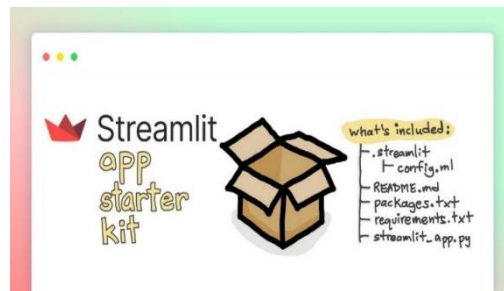 Streamlit
app
starter
kit
what's included:
.streamlit
config.ml
README.md
packages.txt
requirements.txt
streamlit_app.py